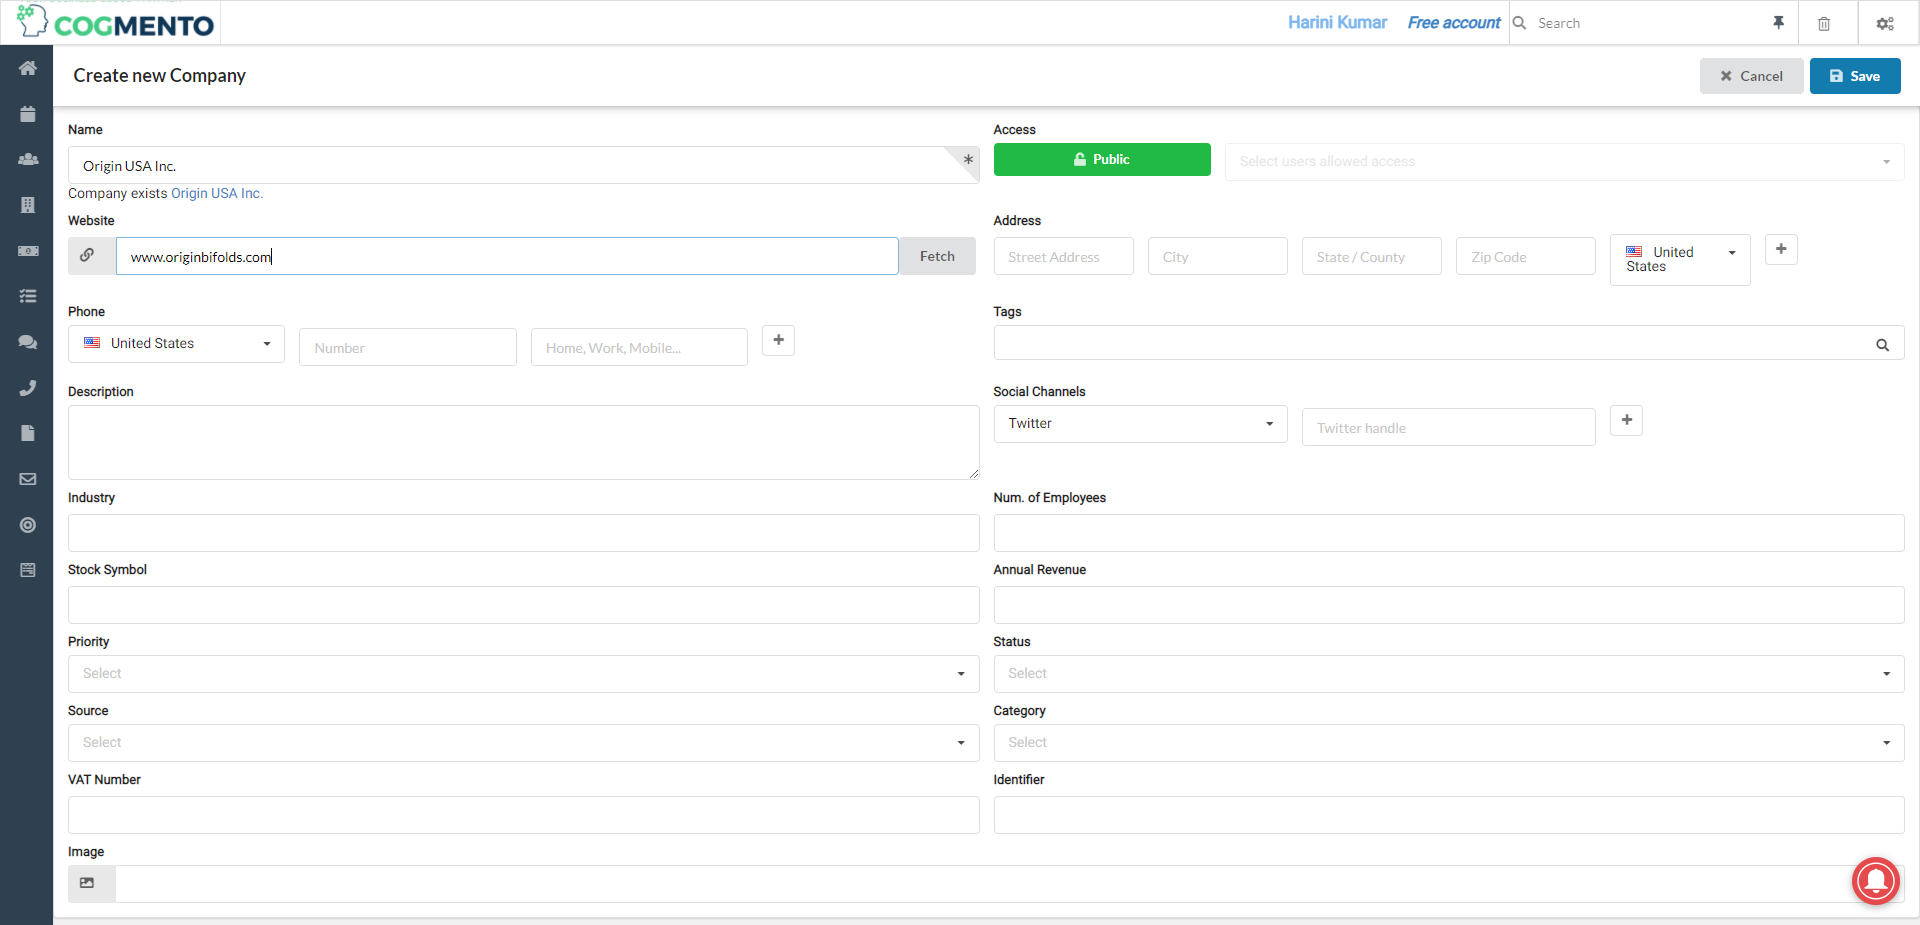 COGMENTO
Harini Kumar
Free account
Search
Create new Company
Cancel
Save
Name
Origin USA Inc.
*
Company exists Origin USA Inc.
Access
Public
Select users allowed access
Website
www.originbifolds.com
Fetch
Address
Street Address
City
State / County
Zip Code
United
States
+
Phone
United States
Number
Home, Work, Mobile...
+
Tags
Description
Social Channels
Twitter
Twitter handle
+
Industry
Num. of Employees
Stock Symbol
Annual Revenue
Priority
Select
Status
Select
Source
Select
Category
Select
VAT Number
Identifier
Image